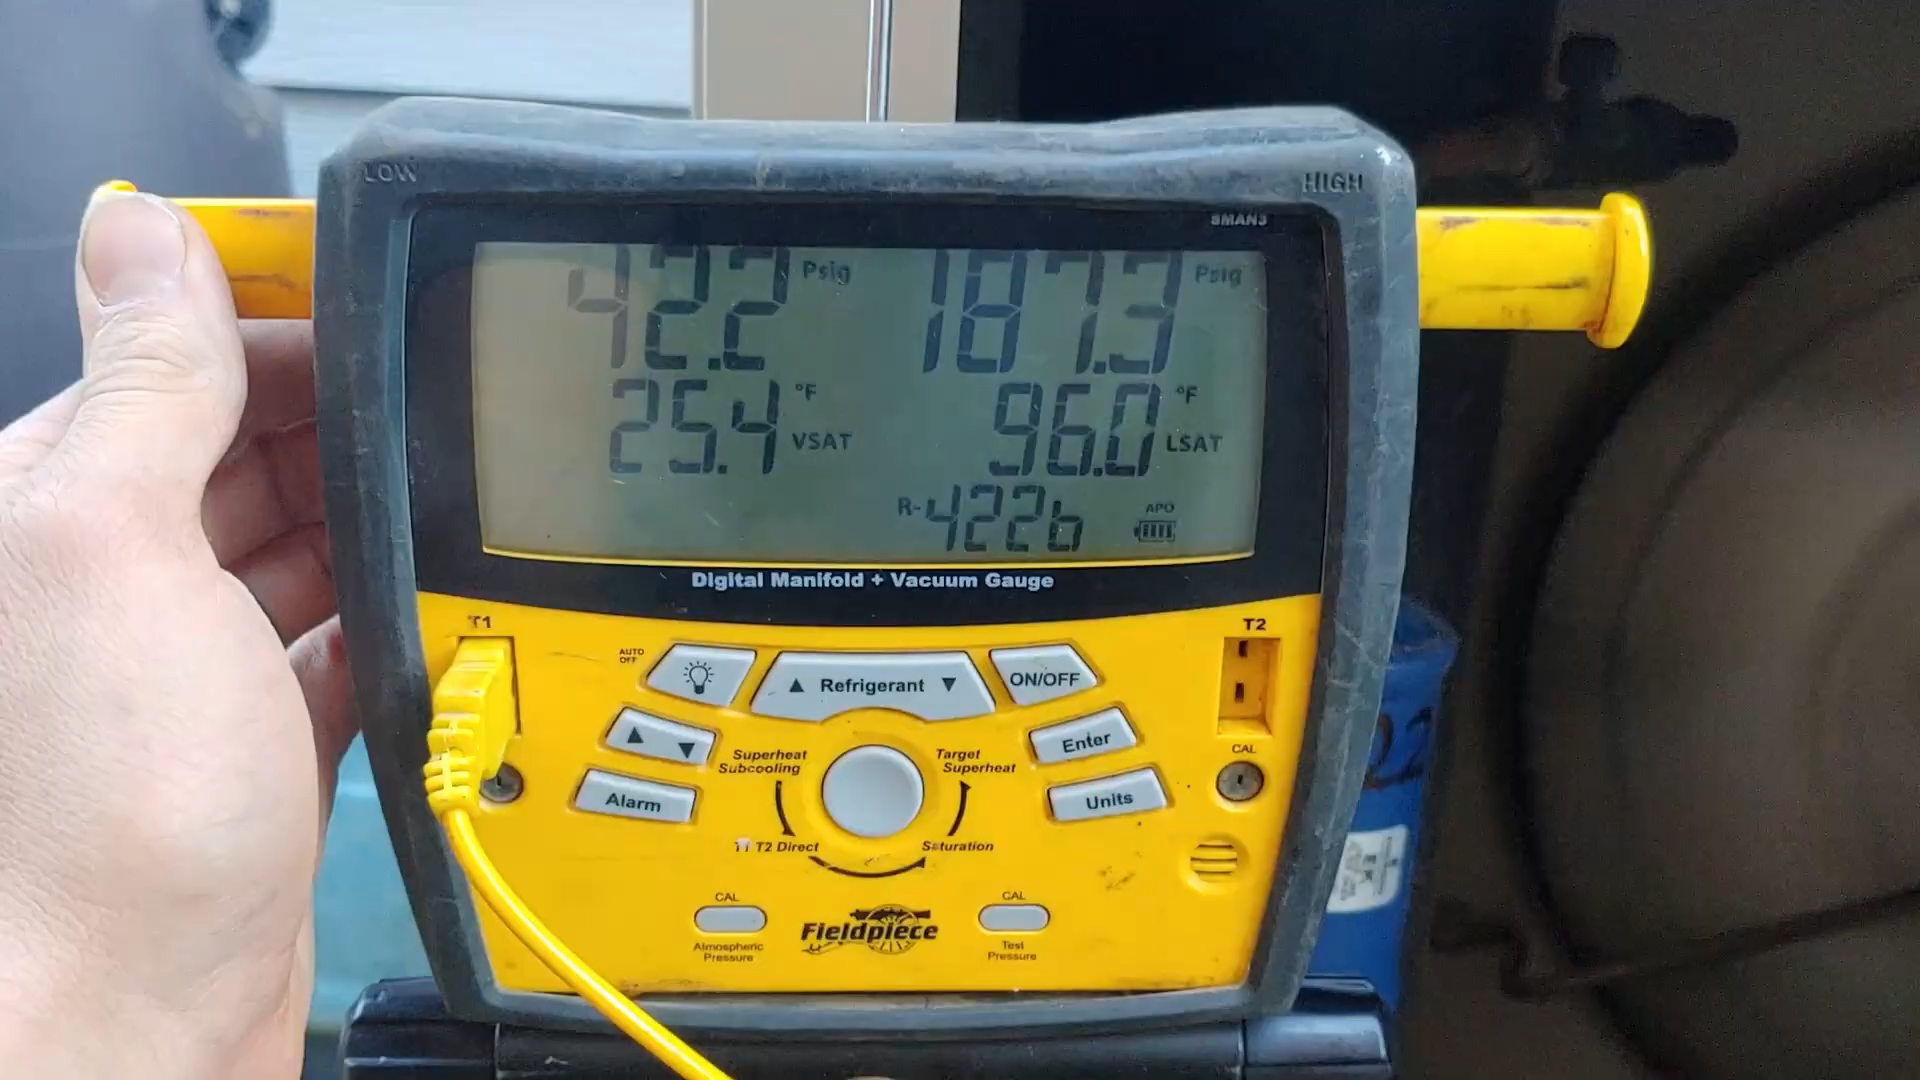 LOW
HIGH
SMAN3
42.2 Psig
187.3 Psig
25.4 °F VSAT
96.0 °F LSAT
R-422b APO
Digital Manifold + Vacuum Gauge
T1
T2
AUTO OFF
▲ Refrigerant ▼
ON/OFF
▲ ▼
Enter
Superheat
Subcooling
Target
Superheat
CAL
Alarm
Units
T1 T2 Direct
Saturation
CAL
CAL
Fieldpiece
Atmospheric
Pressure
Test
Pressure